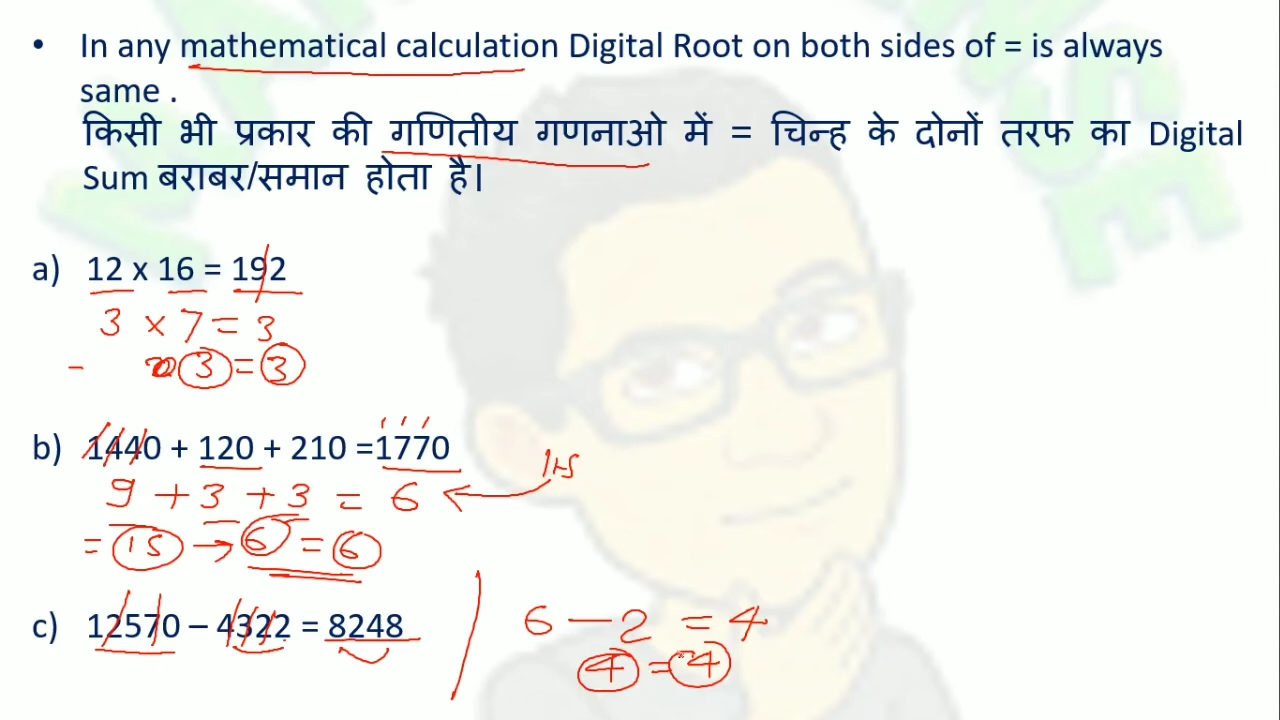 • In any mathematical calculation Digital Root on both sides of = is always
same .
किसी भी प्रकार की गणितीय गणनाओ में = चिन्ह के दोनों तरफ का Digital
Sum बराबर/समान होता है।
a) 12 x 16 = 192
3 × 7 = 3
3 = 3
b) 1440 + 120 + 210 =1770
9 + 3 + 3 = 6
= 15 → 6 = 6
c) 12570 – 4322 = 8248
6 – 2 = 4
4 = 4